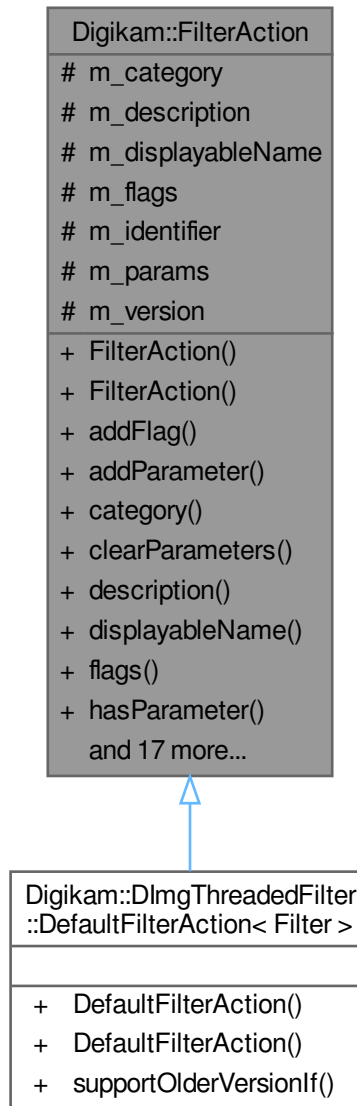 Digikam::FilterAction
# m_category
# m_description
# m_displayableName
# m_flags
# m_identifier
# m_params
# m_version
+ FilterAction()
+ FilterAction()
+ addFlag()
+ addParameter()
+ category()
+ clearParameters()
+ description()
+ displayableName()
+ flags()
+ hasParameter()
and 17 more...
Digikam::DImgThreadedFilter
::DefaultFilterAction< Filter >
+ DefaultFilterAction()
+ DefaultFilterAction()
+ supportOlderVersionIf()